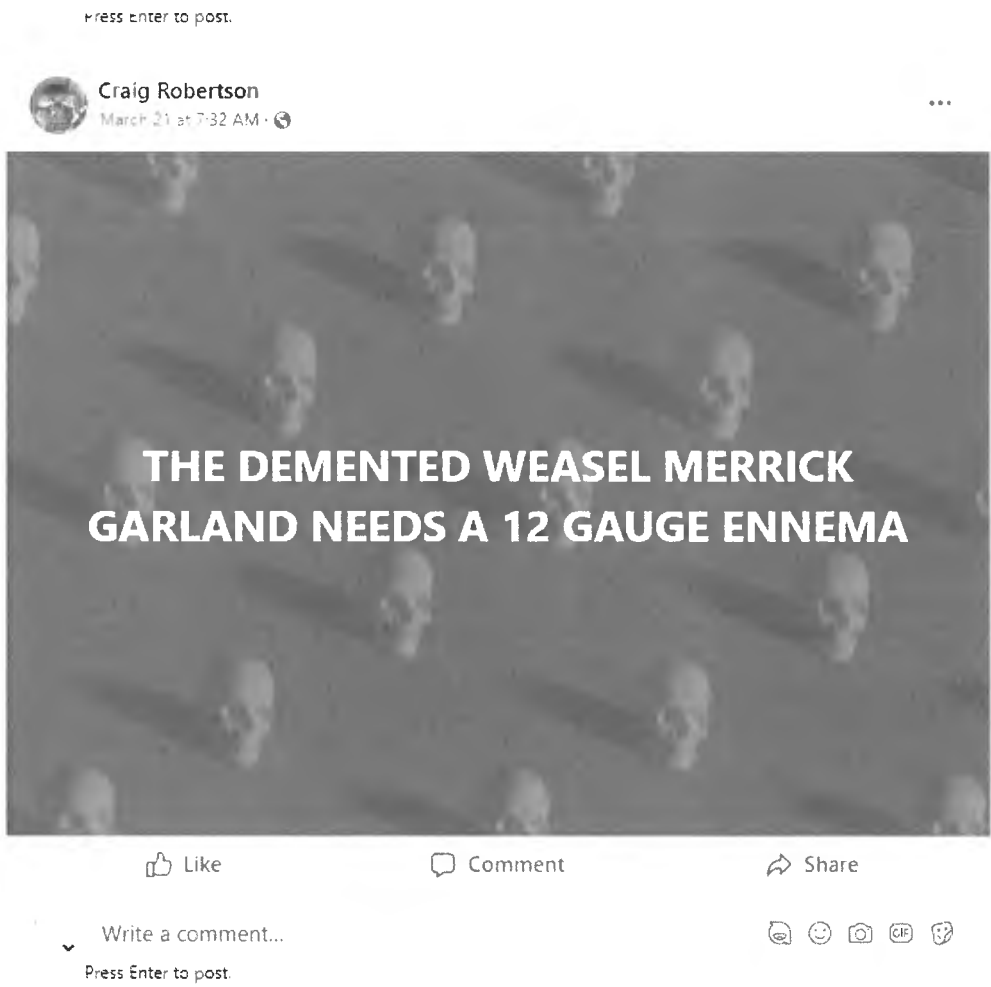 Press Enter to post.
Craig Robertson
March 21 at 7:32 AM ·
THE DEMENTED WEASEL MERRICK
GARLAND NEEDS A 12 GAUGE ENNEMA
Like
Comment
Share
Write a comment...
GIF
Press Enter to post.